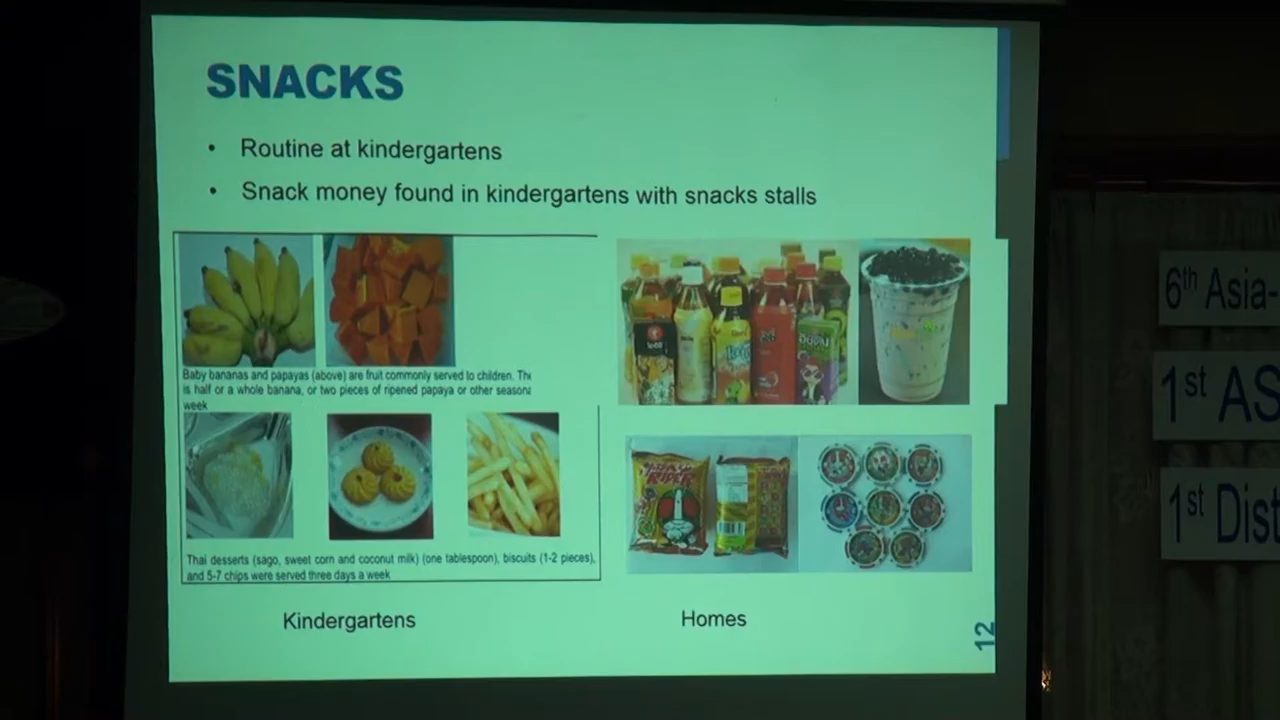 SNACKS
• Routine at kindergartens
• Snack money found in kindergartens with snacks stalls
Baby bananas and papayas (above) are fruit commonly served to children. The
is half or a whole banana, or two pieces of ripened papaya or other season
week
Thai desserts (sago, sweet corn and coconut milk) (one tablespoon), biscuits (1-2 pieces),
and 5-7 chips were served three days a week
Kindergartens
Homes
12
6th Asia-
1st AS
1st Dist